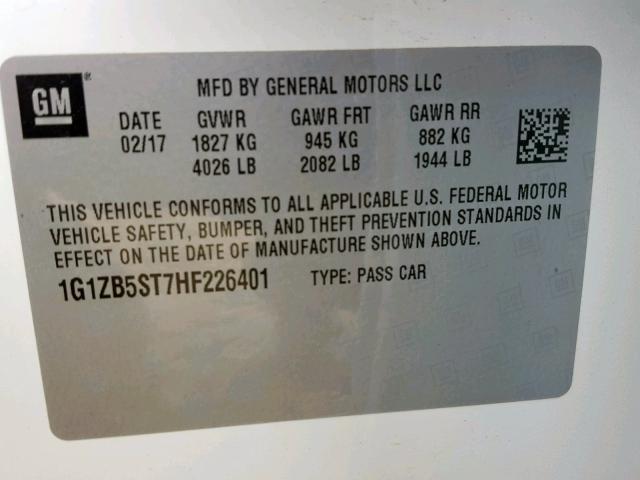 GM ®
MFD BY GENERAL MOTORS LLC
DATE GVWR GAWR FRT GAWR RR
02/17 1827 KG 945 KG 882 KG
4026 LB 2082 LB 1944 LB
THIS VEHICLE CONFORMS TO ALL APPLICABLE U.S. FEDERAL MOTOR
VEHICLE SAFETY, BUMPER, AND THEFT PREVENTION STANDARDS IN
EFFECT ON THE DATE OF MANUFACTURE SHOWN ABOVE.
1G1ZB5ST7HF226401 TYPE: PASS CAR